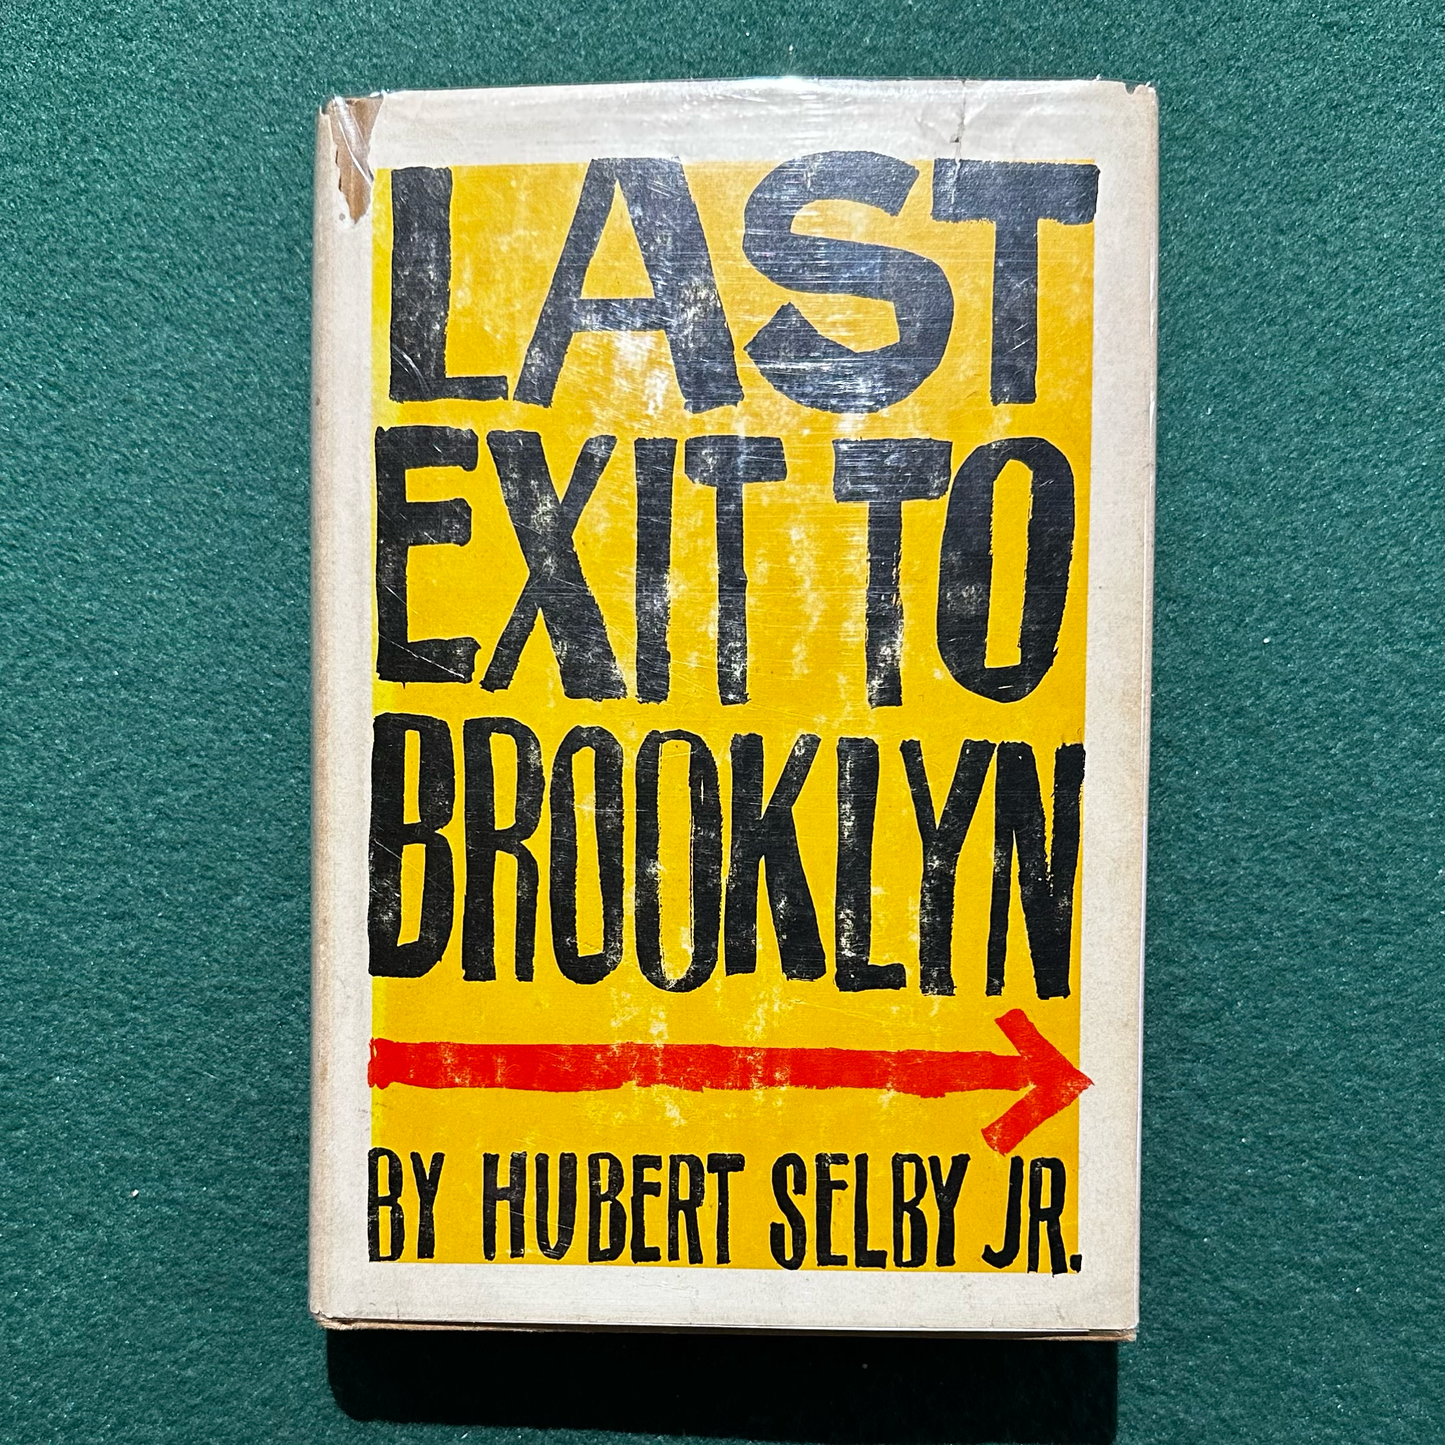 LAST
EXIT TO
BROOKLYN
BY HUBERT SELBY JR.